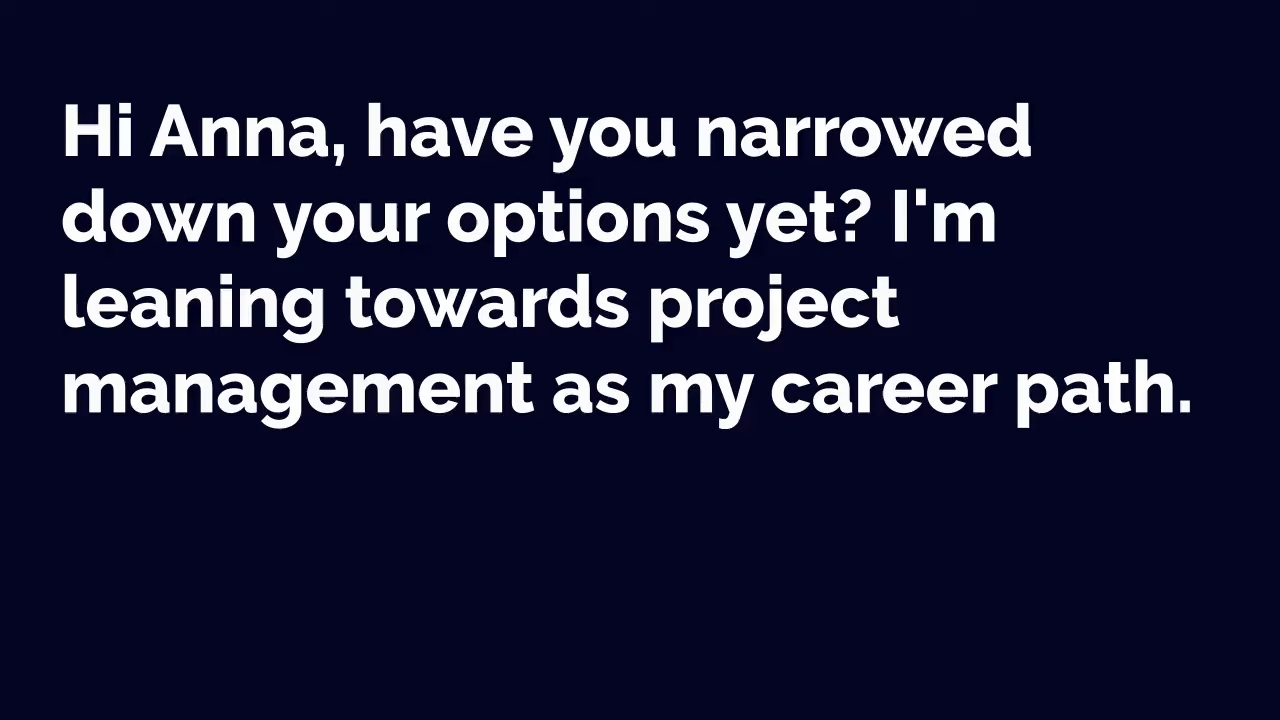 Hi Anna, have you narrowed
down your options yet? I'm
leaning towards project
management as my career path.